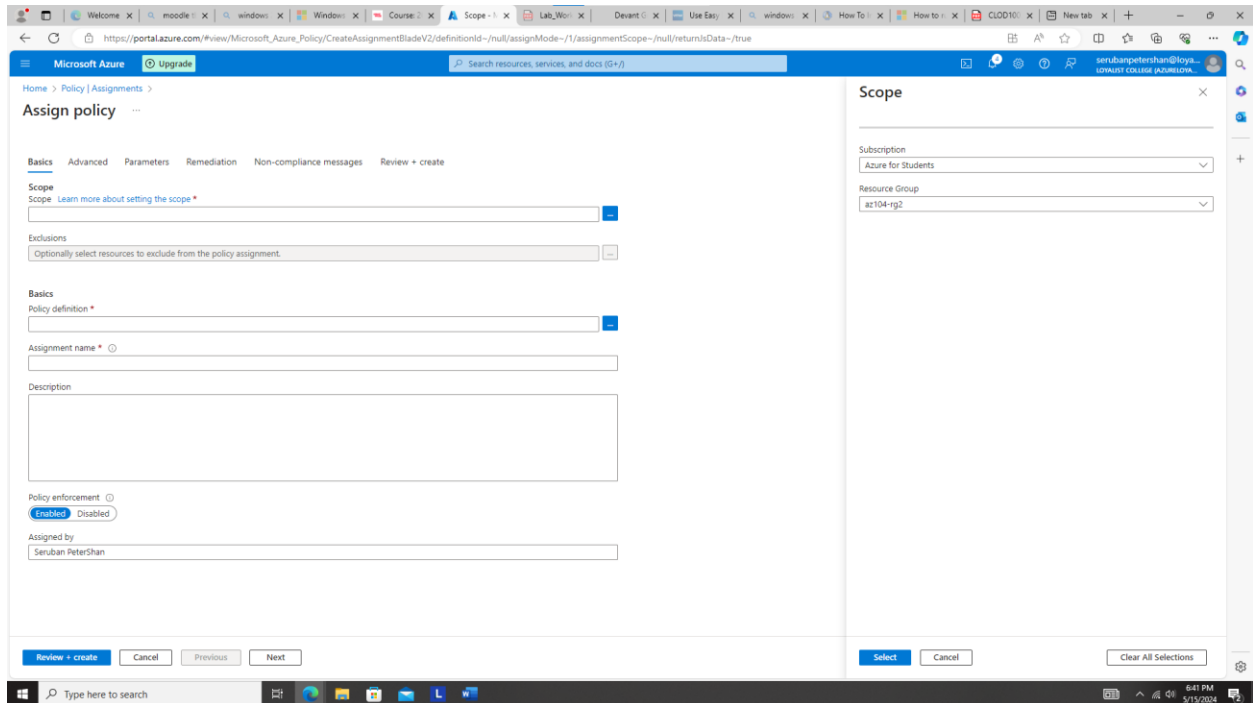 Welcome
moodle
windows
Windows
Course: 2
Scope - N
Lab_Wor
Devant G
Use Easy
windows
How To
How to
CLOD10
New tab
https://portal.azure.com/#view/Microsoft_Azure_Policy/CreateAssignmentBladeV2/definitionId~/null/assignMode~/1/assignmentScope~/null/returnJsData~/true
Microsoft Azure
Upgrade
Search resources, services, and docs (G+/)
4
serubanpetershan@loya...
LOYALIST COLLEGE (AZURELOYA...
Home > Policy | Assignments >
Assign policy ...
Basics Advanced Parameters Remediation Non-compliance messages Review + create
Scope
Scope Learn more about setting the scope *
...
Exclusions
Optionally select resources to exclude from the policy assignment.
...
Basics
Policy definition *
...
Assignment name *
Description
Policy enforcement
Enabled Disabled
Assigned by
Seruban PeterShan
Review + create Cancel Previous Next
Scope
Subscription
Azure for Students
Resource Group
az104-rg2
Select Cancel Clear All Selections
Type here to search
6:41 PM
5/15/2024